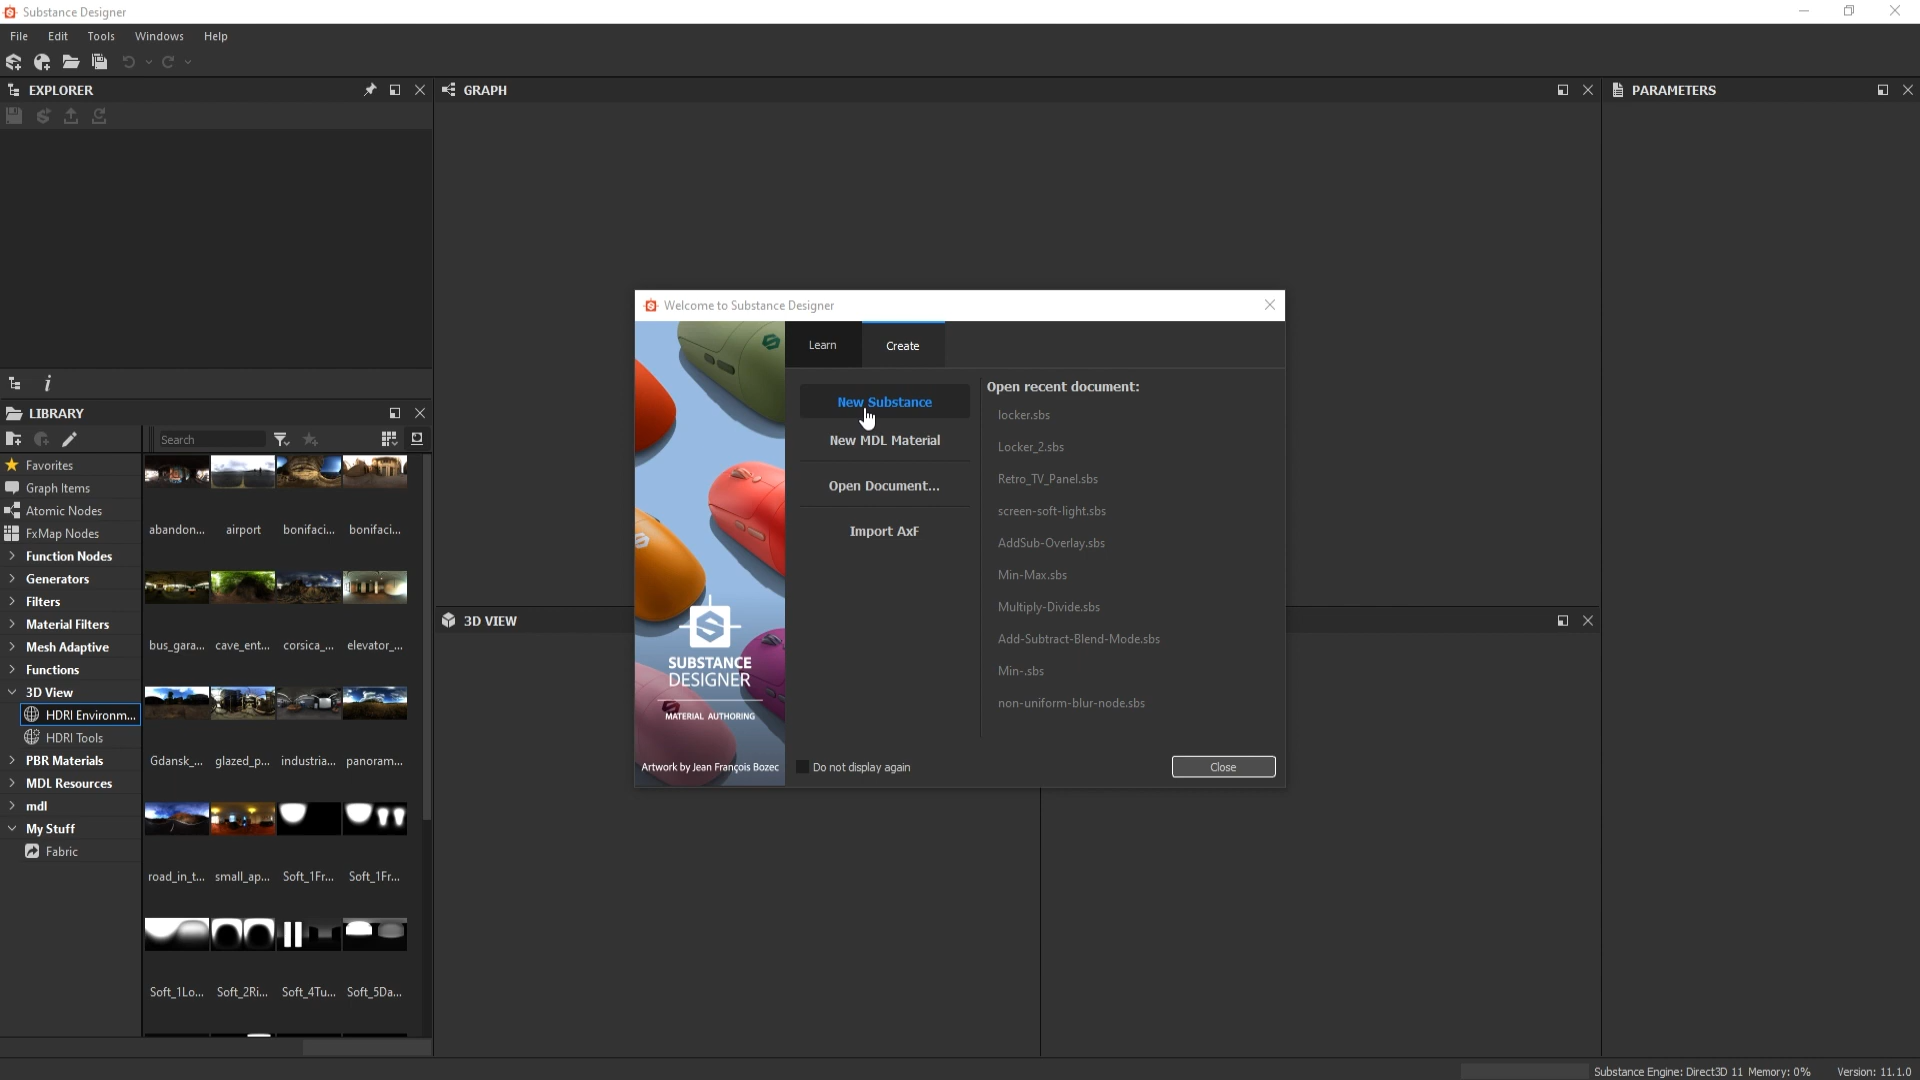 Substance Designer
File Edit Tools Windows Help
EXPLORER
GRAPH
PARAMETERS
LIBRARY
Search
Favorites
Graph Items
Atomic Nodes
FxMap Nodes
Function Nodes
Generators
Filters
Material Filters
Mesh Adaptive
Functions
3D View
HDRI Environm...
HDRI Tools
PBR Materials
MDL Resources
mdl
My Stuff
Fabric
abandon... airport bonifaci... bonifaci...
bus_gara... cave_ent... corsica_... elevator_...
Gdansk_... glazed_p... industria... panoram...
road_in_t... small_ap... Soft_1Fr... Soft_1Fr...
Soft_1Lo... Soft_2Ri... Soft_4Tu... Soft_5Da...
3D VIEW
Welcome to Substance Designer
Learn Create
New Substance
New MDL Material
Open Document...
Import AxF
Open recent document:
locker.sbs
Locker_2.sbs
Retro_TV_Panel.sbs
screen-soft-light.sbs
AddSub-Overlay.sbs
Min-Max.sbs
Multiply-Divide.sbs
Add-Subtract-Blend-Mode.sbs
Min-.sbs
non-uniform-blur-node.sbs
SUBSTANCE
DESIGNER
MATERIAL AUTHORING
Artwork by Jean François Bozec
Do not display again
Close
Substance Engine: Direct3D 11 Memory: 0% Version: 11.1.0